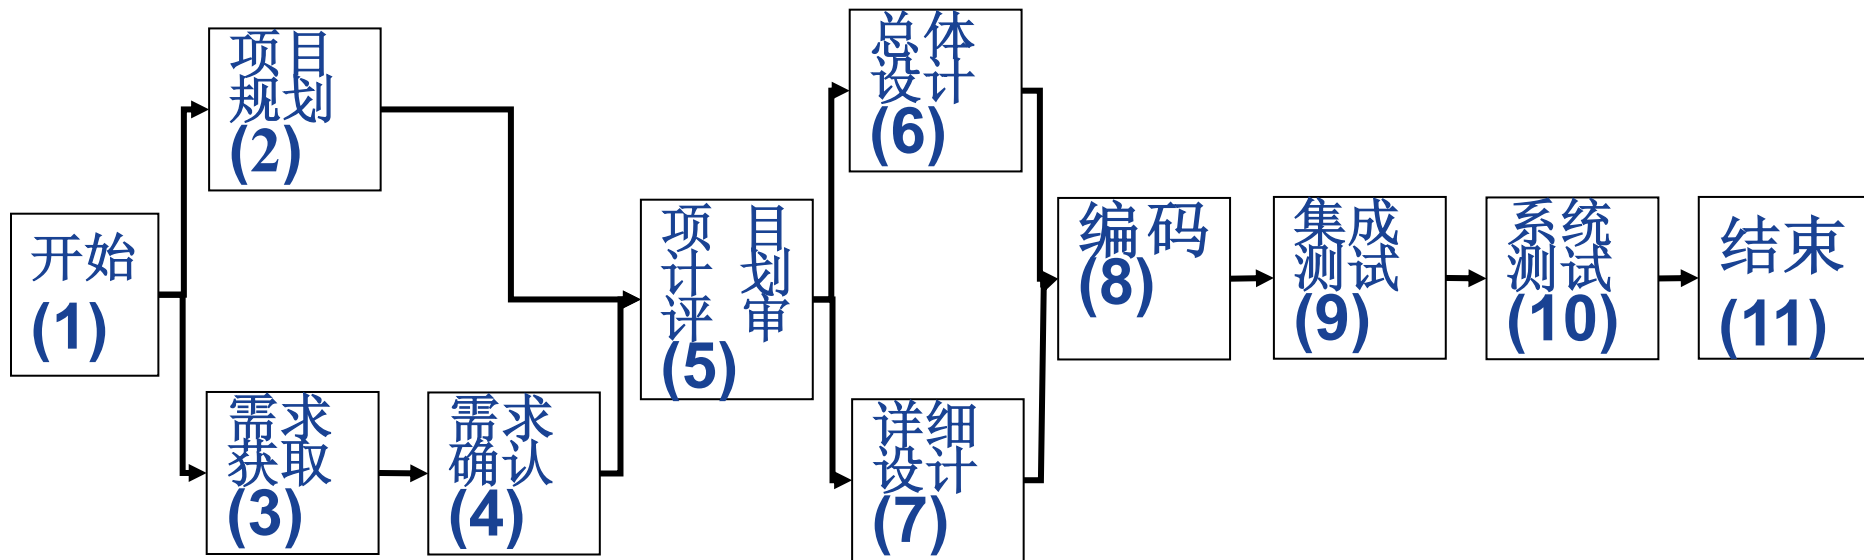 开始
(1)
项目
规划
(2)
需求
获取
(3)
需求
确认
(4)
项 目
计 划
评 审
(5)
总体
设计
(6)
详细
设计
(7)
编码
(8)
集成
测试
(9)
系统
测试
(10)
结束
(11)